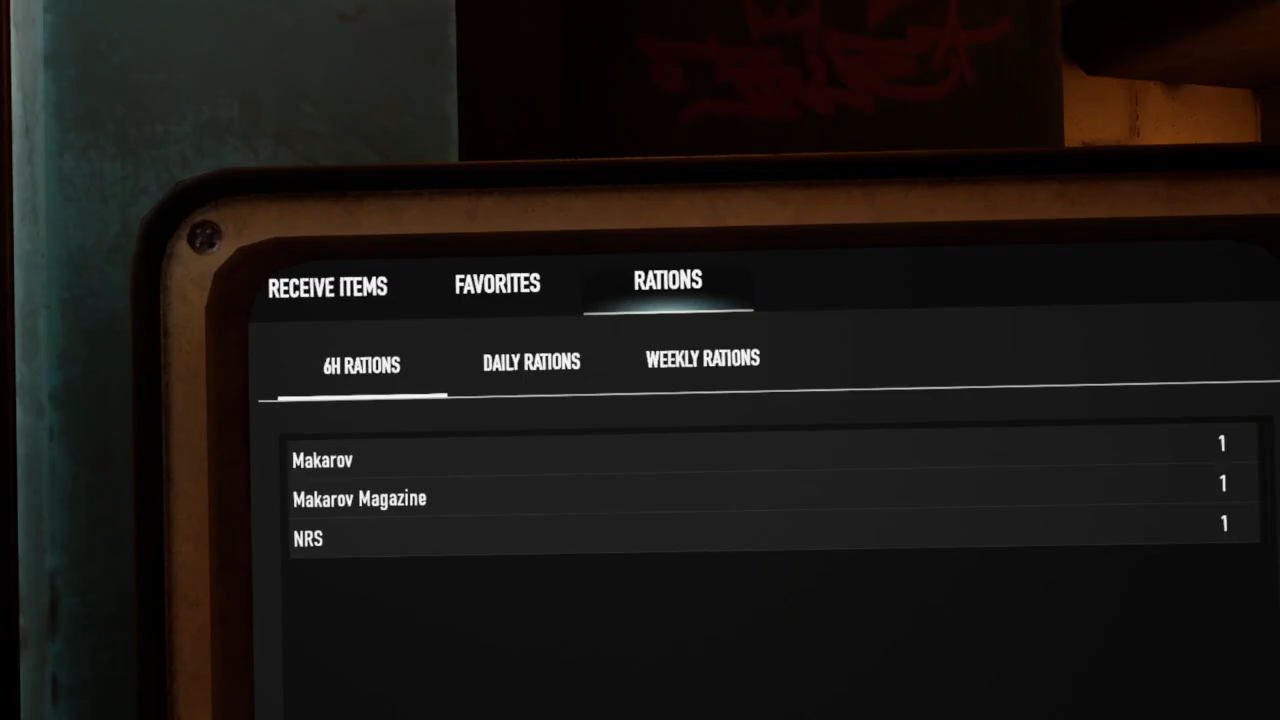 RECEIVE ITEMS FAVORITES RATIONS
6H RATIONS DAILY RATIONS WEEKLY RATIONS
Makarov 1
Makarov Magazine 1
NRS 1